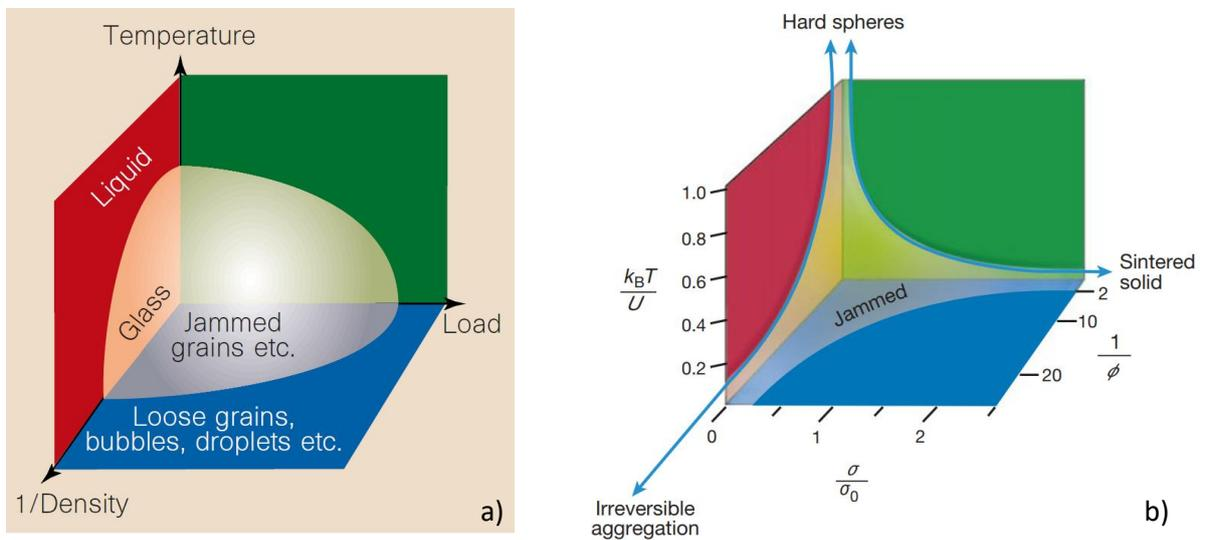 Temperature
Liquid
Glass
Jammed
grains etc.
Load
Loose grains,
bubbles, droplets etc.
1/Density
a)
Hard spheres
1.0
0.8
0.6
0.4
0.2
k_BT
U
Jammed
Sintered
solid
2
10
20
1
ϕ
0
1
2
σ
σ₀
Irreversible
aggregation
b)